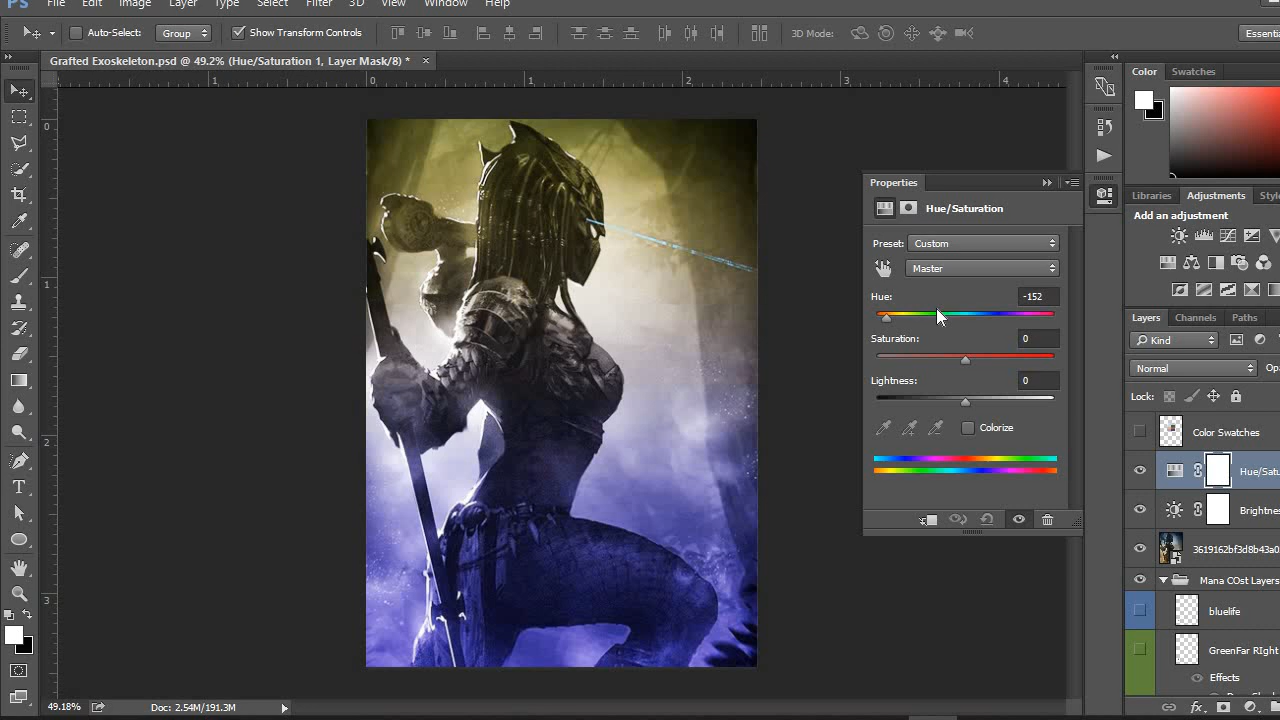 Ps File Edit Image Layer Type Select Filter 3D View Window Help
Auto-Select: Group Show Transform Controls 3D Mode: Essenti
Grafted Exoskeleton.psd @ 49.2% (Hue/Saturation 1, Layer Mask/8) * ×
1 0 1 2 3 4
0
1
2
3
Color Swatches
Properties
Hue/Saturation
Preset: Custom
Master
Hue: -152
Saturation: 0
Lightness: 0
Colorize
Libraries Adjustments Style
Add an adjustment
Layers Channels Paths
Kind
Normal Opa
Lock:
Color Swatches
Hue/Satu
Brightnes
3619162bf3d8b43a0
Mana COst Layers
bluelife
GreenFar RIght
Effects
49.18% Doc: 2.54M/191.3M